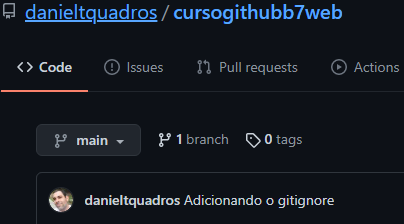 danieltquadros / cursogithubb7web
Code Issues Pull requests Actions
main 1 branch 0 tags
danieltquadros Adicionando o gitignore